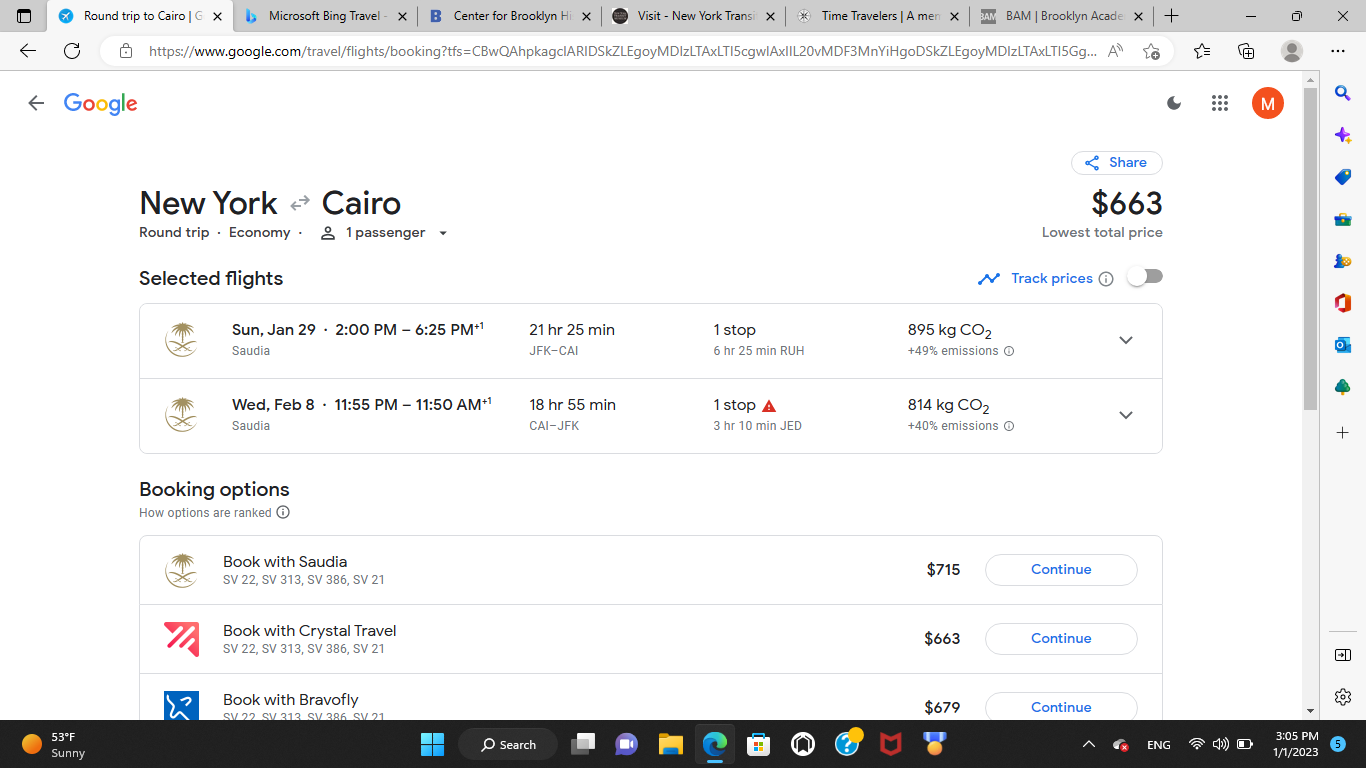 Round trip to Cairo | G
Microsoft Bing Travel -
Center for Brooklyn Hi
Visit - New York Transi
Time Travelers | A mem
BAM | Brooklyn Acade
https://www.google.com/travel/flights/booking?tfs=
Google
M
Share
New York Cairo
$663
Round trip · Economy · 1 passenger
Lowest total price
Selected flights
Track prices
Sun, Jan 29 · 2:00 PM – 6:25 PM+1
21 hr 25 min
1 stop
895 kg CO2
Saudia
JFK–CAI
6 hr 25 min RUH
+49% emissions
Wed, Feb 8 · 11:55 PM – 11:50 AM+1
18 hr 55 min
1 stop
814 kg CO2
Saudia
CAI–JFK
3 hr 10 min JED
+40% emissions
Booking options
How options are ranked
Book with Saudia
SV 22, SV 313, SV 386, SV 21
$715
Continue
Book with Crystal Travel
SV 22, SV 313, SV 386, SV 21
$663
Continue
Book with Bravofly
SV 22, SV 313, SV 386, SV 21
$679
Continue
53°F
Sunny
Search
ENG
3:05 PM
1/1/2023
5